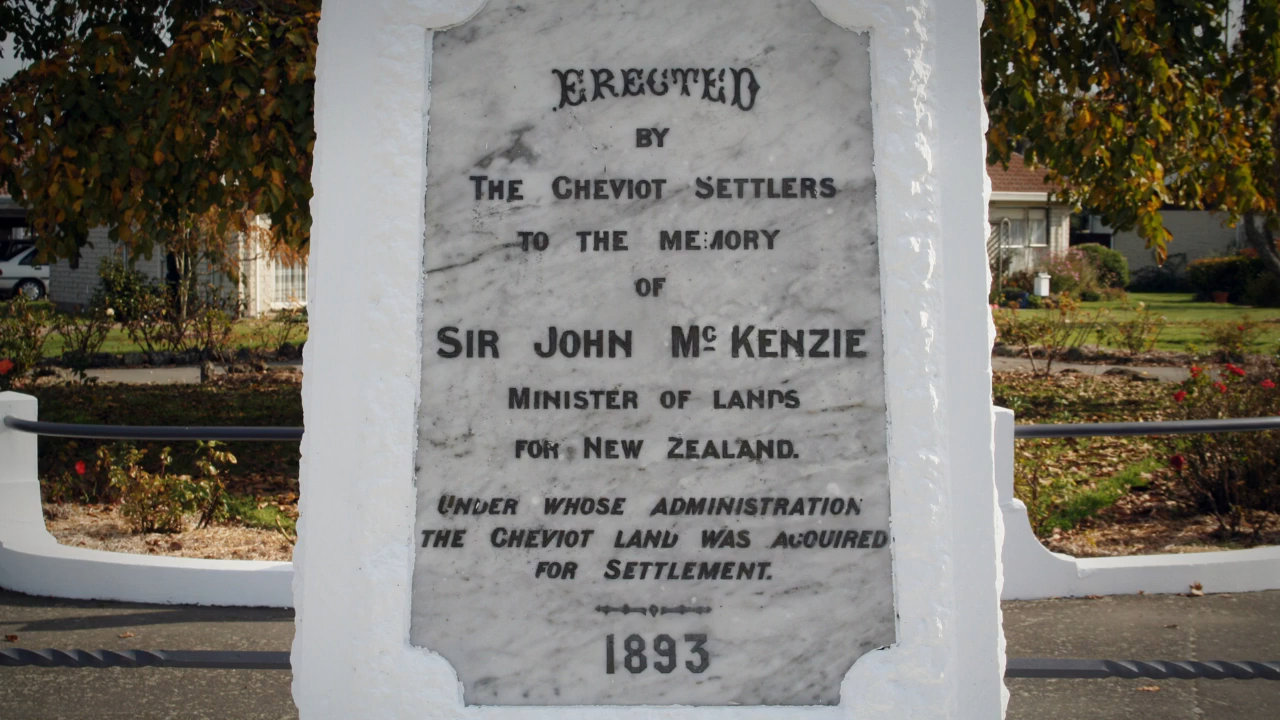 ERECTED
BY
THE CHEVIOT SETTLERS
TO THE MEMORY
OF
SIR JOHN Mc KENZIE
MINISTER OF LANDS
FOR NEW ZEALAND.
UNDER WHOSE ADMINISTRATION
THE CHEVIOT LAND WAS ACQUIRED
FOR SETTLEMENT.
1893